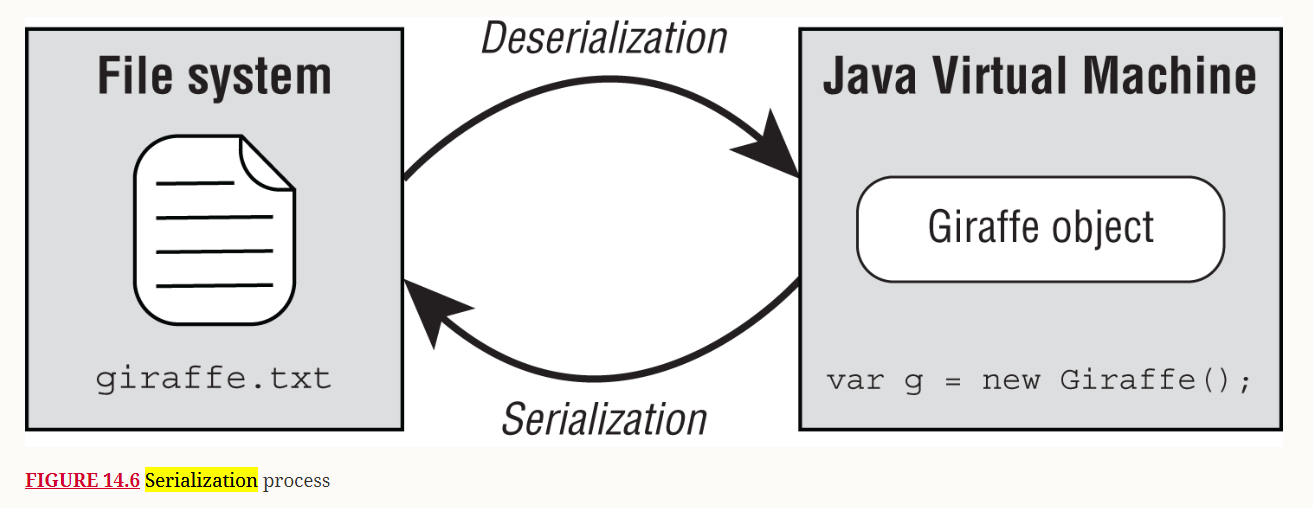 Deserialization
File system
Java Virtual Machine
Giraffe object
giraffe.txt
var g = new Giraffe();
Serialization
FIGURE 14.6 Serialization process